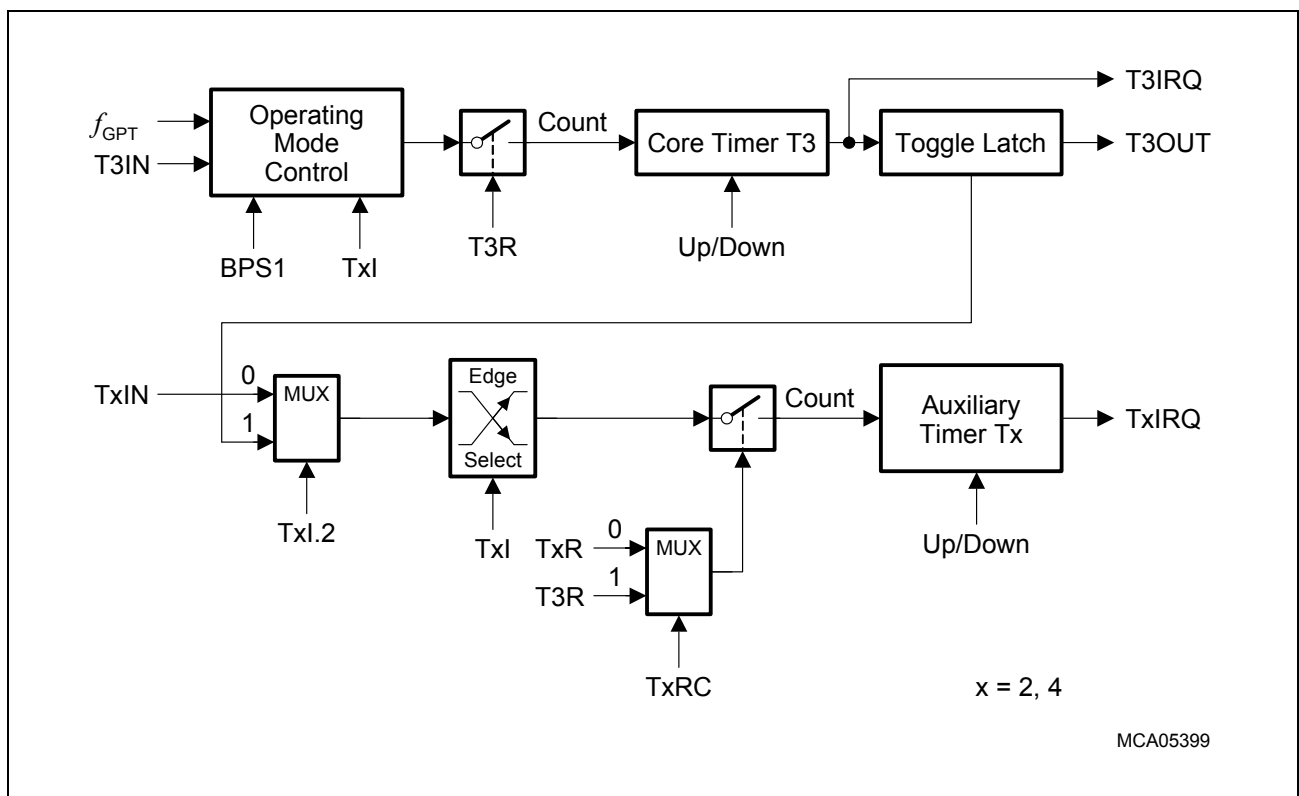 T3IRQ
fGPT
T3IN
Operating
Mode
Control
Count
Core Timer T3
Toggle Latch
T3OUT
BPS1
TxI
T3R
Up/Down
TxIN
0
1
MUX
TxI.2
Edge
Select
TxI
Count
Auxiliary
Timer Tx
TxIRQ
TxR
0
T3R
1
MUX
TxRC
Up/Down
x = 2, 4
MCA05399